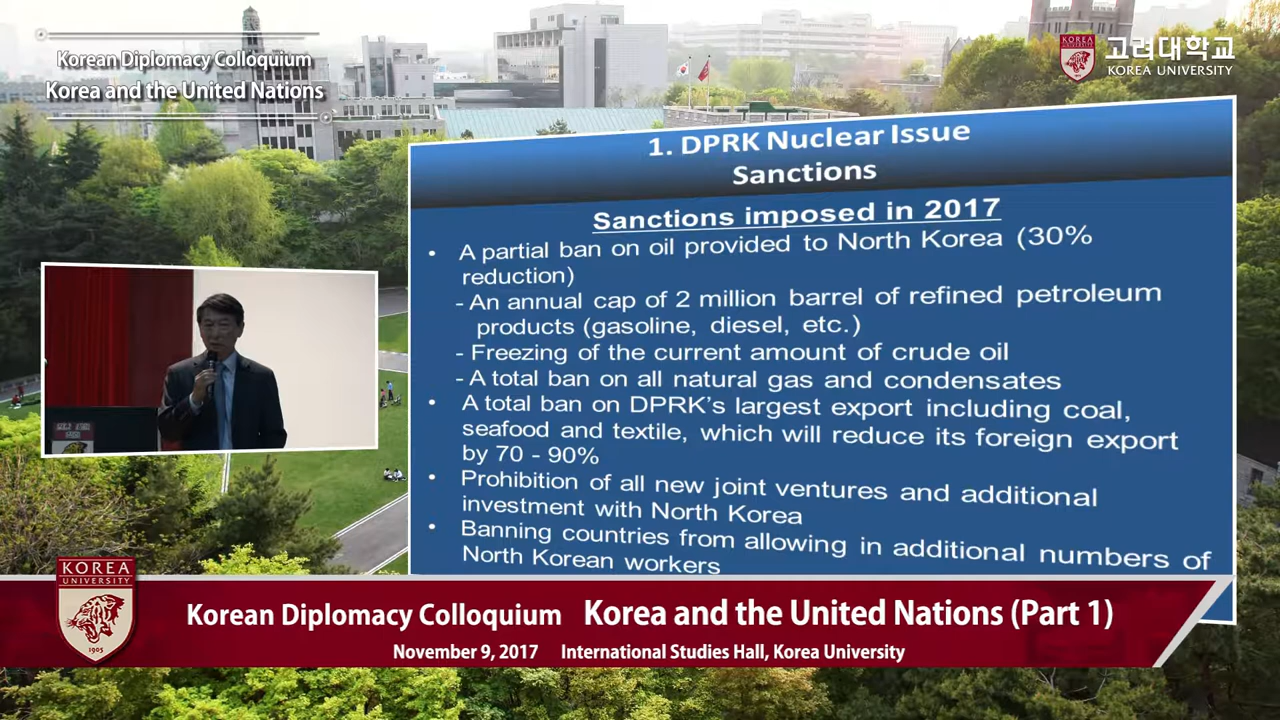 Korean Diplomacy Colloquium
Korea and the United Nations
KOREA
UNIVERSITY
고려대학교
KOREA UNIVERSITY
1. DPRK Nuclear Issue
Sanctions
Sanctions imposed in 2017
• A partial ban on oil provided to North Korea (30%
reduction)
- An annual cap of 2 million barrel of refined petroleum
products (gasoline, diesel, etc.)
- Freezing of the current amount of crude oil
- A total ban on all natural gas and condensates
• A total ban on DPRK's largest export including coal,
seafood and textile, which will reduce its foreign export
by 70 - 90%
• Prohibition of all new joint ventures and additional
investment with North Korea
• Banning countries from allowing in additional numbers of
North Korean workers
KOREA
UNIVERSITY
1905
Korean Diplomacy Colloquium Korea and the United Nations (Part 1)
November 9, 2017 International Studies Hall, Korea University